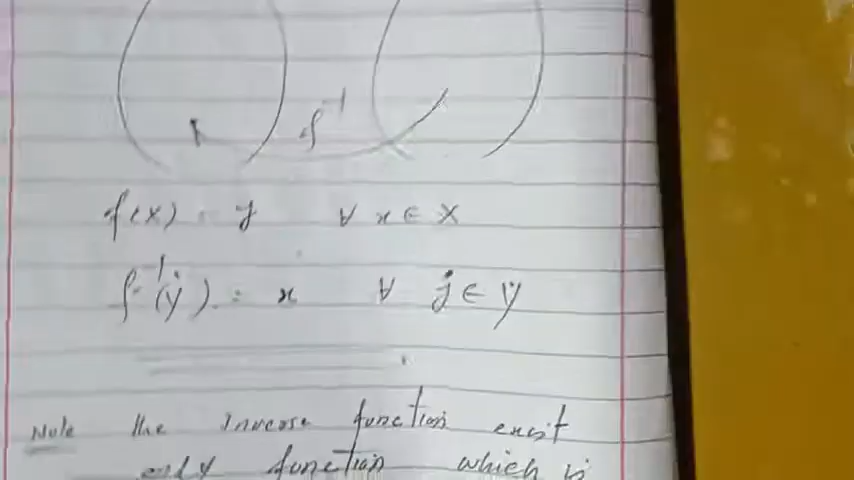 f⁻¹
f(x) = y ∀ x ∈ X
f⁻¹(y) = x ∀ y ∈ Y
Note the inverse function exist
only function which is